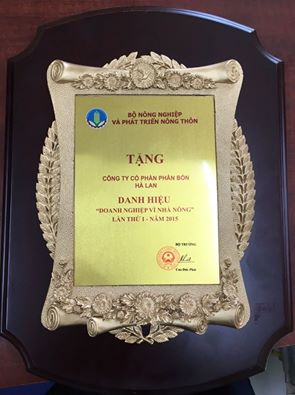 BỘ NÔNG NGHIỆP
VÀ PHÁT TRIỂN NÔNG THÔN
TẶNG
CÔNG TY CỔ PHẦN PHÂN BÓN
HÀ LAN
DANH HIỆU
"DOANH NGHIỆP VÌ NHÀ NÔNG"
LẦN THỨ I - NĂM 2015
BỘ TRƯỞNG
Cao Đức Phát